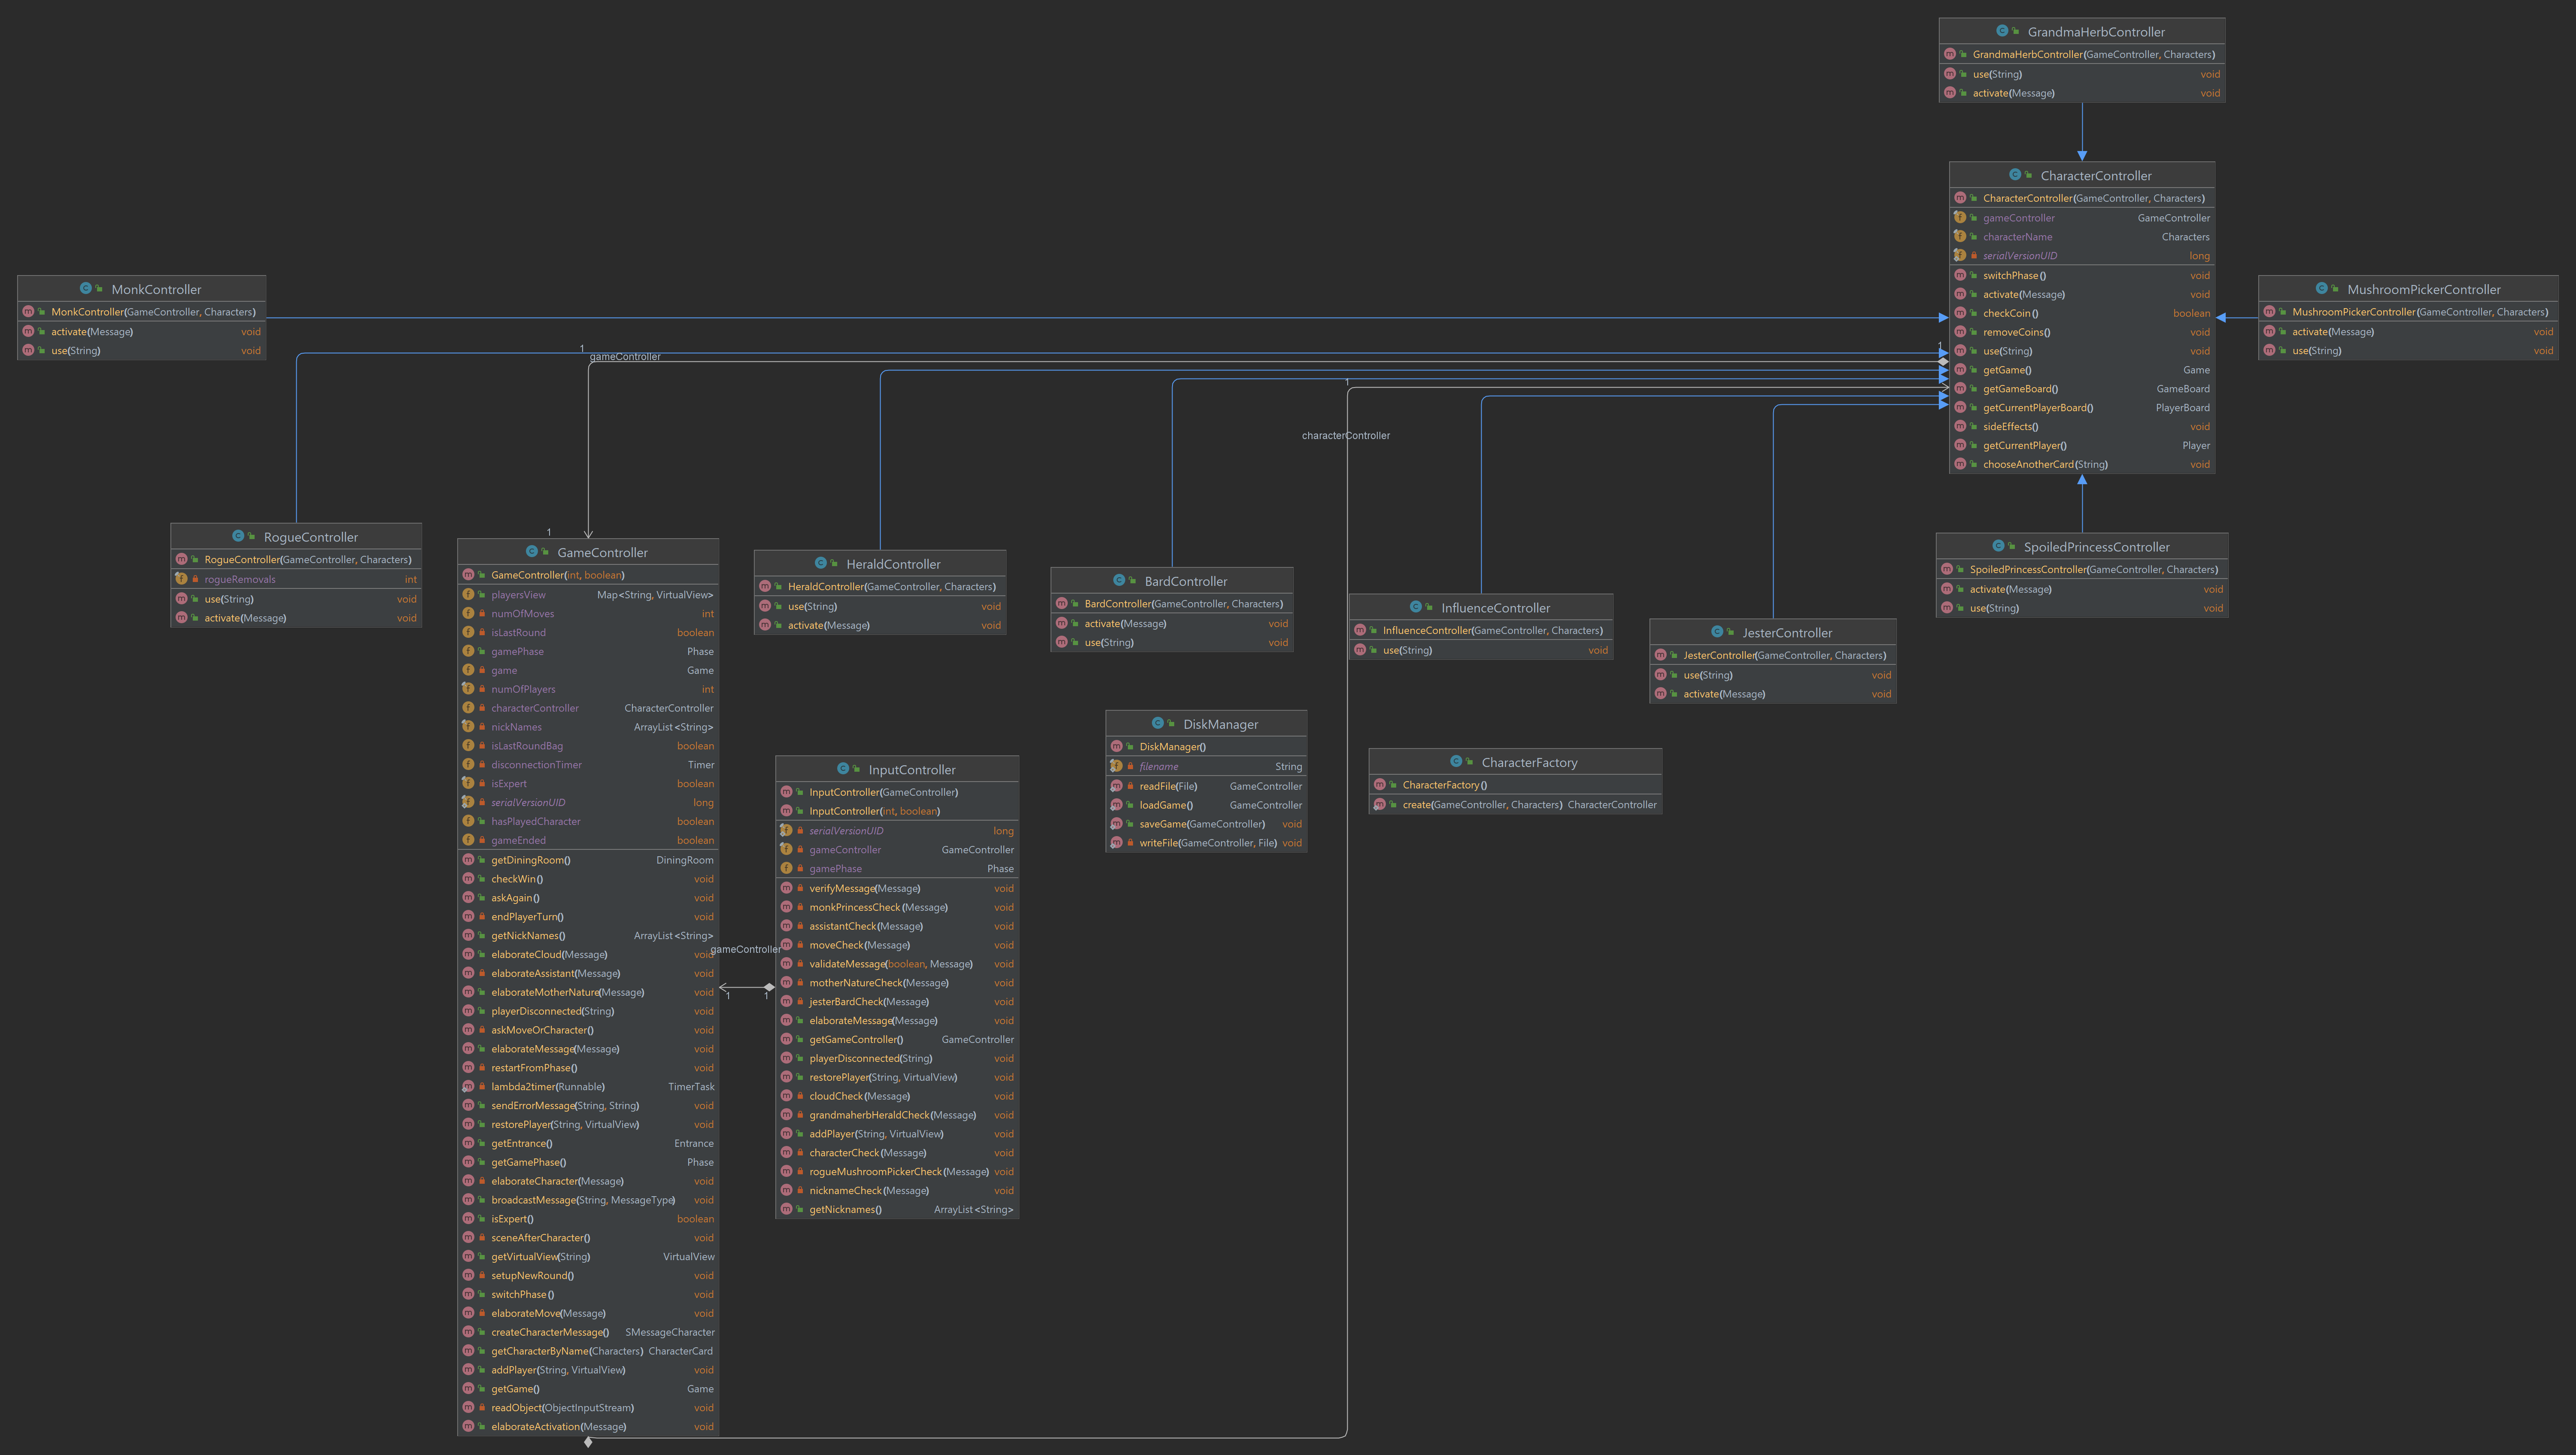 GrandmaHerbController
GrandmaHerbController(GameController, Characters)
use(String) void
activate(Message) void
CharacterController
CharacterController(GameController, Characters)
gameController GameController
characterName Characters
serialVersionUID long
switchPhase() void
activate(Message) void
checkCoin() boolean
removeCoins() void
use(String) void
getGame() Game
getGameBoard() GameBoard
getCurrentPlayerBoard() PlayerBoard
sideEffects() void
getCurrentPlayer() Player
chooseAnotherCard(String) void
MonkController
MonkController(GameController, Characters)
activate(Message) void
use(String) void
MushroomPickerController
MushroomPickerController(GameController, Characters)
activate(Message) void
use(String) void
1
gameController
1
1
characterController
1
RogueController
RogueController(GameController, Characters)
rogueRemovals int
use(String) void
activate(Message) void
GameController
GameController(int, boolean)
playersView Map<String, VirtualView>
numOfMoves int
isLastRound boolean
gamePhase Phase
game Game
numOfPlayers int
characterController CharacterController
nickNames ArrayList<String>
isLastRoundBag boolean
disconnectionTimer Timer
isExpert boolean
serialVersionUID long
hasPlayedCharacter boolean
gameEnded boolean
getDiningRoom() DiningRoom
checkWin() void
askAgain() void
endPlayerTurn() void
getNickNames() ArrayList<String>
elaborateCloud(Message) void
elaborateAssistant(Message) void
elaborateMotherNature(Message) void
playerDisconnected(String) void
askMoveOrCharacter() void
elaborateMessage(Message) void
restartFromPhase() void
lambda2timer(Runnable) TimerTask
sendErrorMessage(String, String) void
restorePlayer(String, VirtualView) void
getEntrance() Entrance
getGamePhase() Phase
elaborateCharacter(Message) void
broadcastMessage(String, MessageType) void
isExpert() boolean
sceneAfterCharacter() void
getVirtualView(String) VirtualView
setupNewRound() void
switchPhase() void
elaborateMove(Message) void
createCharacterMessage() SMessageCharacter
getCharacterByName(Characters) CharacterCard
addPlayer(String, VirtualView) void
getGame() Game
readObject(ObjectInputStream) void
elaborateActivation(Message) void
HeraldController
HeraldController(GameController, Characters)
use(String) void
activate(Message) void
BardController
BardController(GameController, Characters)
activate(Message) void
use(String) void
InfluenceController
InfluenceController(GameController, Characters)
use(String) void
JesterController
JesterController(GameController, Characters)
use(String) void
activate(Message) void
SpoiledPrincessController
SpoiledPrincessController(GameController, Characters)
activate(Message) void
use(String) void
gameController
1 1
InputController
InputController(GameController)
InputController(int, boolean)
serialVersionUID long
gameController GameController
gamePhase Phase
verifyMessage(Message) void
monkPrincessCheck(Message) void
assistantCheck(Message) void
moveCheck(Message) void
validateMessage(boolean, Message) void
motherNatureCheck(Message) void
jesterBardCheck(Message) void
elaborateMessage(Message) void
getGameController() GameController
playerDisconnected(String) void
restorePlayer(String, VirtualView) void
cloudCheck(Message) void
grandmaherbHeraldCheck(Message) void
addPlayer(String, VirtualView) void
characterCheck(Message) void
rogueMushroomPickerCheck(Message) void
nicknameCheck(Message) void
getNicknames() ArrayList<String>
DiskManager
DiskManager()
filename String
readFile(File) GameController
loadGame() GameController
saveGame(GameController) void
writeFile(GameController, File) void
CharacterFactory
CharacterFactory()
create(GameController, Characters) CharacterController